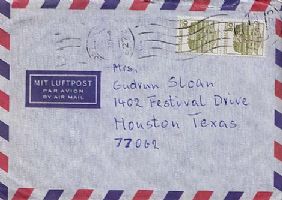 MIT LUFTPOST
PAR AVION
BY AIR MAIL
Mrs.
Gudrun Sloan
1402 Festival Drive
Houston Texas
77062